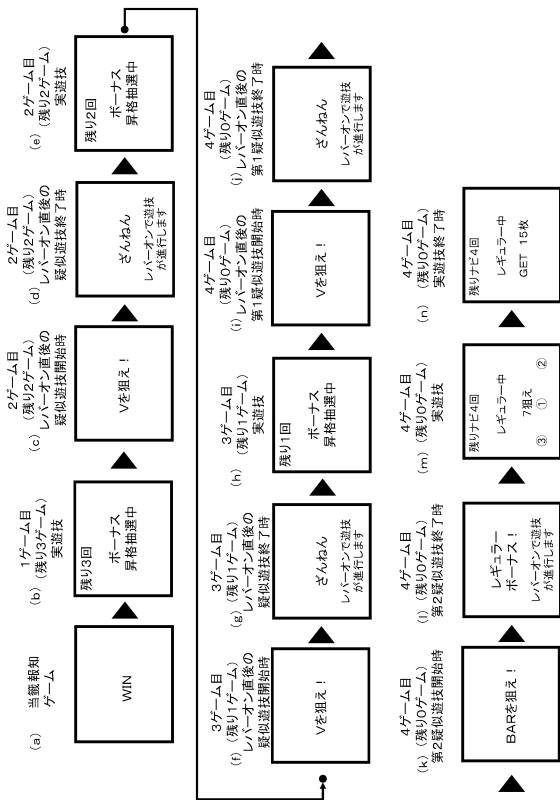 (a)
当籤報知
ゲーム
WIN
(b)
1ゲーム目
(残り3ゲーム)
実遊技
残り3回
ボーナス
昇格抽選中
(c)
2ゲーム目
(残り2ゲーム)
レバーオン直後の
疑似遊技開始時
Vを狙え！
(d)
2ゲーム目
(残り2ゲーム)
レバーオン直後の
疑似遊技終了時
ざんねん
レバーオンで遊技
が進行します
(e)
2ゲーム目
(残り2ゲーム)
実遊技
残り2回
ボーナス
昇格抽選中
(f)
3ゲーム目
(残り1ゲーム)
レバーオン直後の
疑似遊技開始時
Vを狙え！
(g)
3ゲーム目
(残り1ゲーム)
レバーオン直後の
疑似遊技終了時
ざんねん
レバーオンで遊技
が進行します
(h)
3ゲーム目
(残り1ゲーム)
実遊技
残り1回
ボーナス
昇格抽選中
(i)
4ゲーム目
(残り0ゲーム)
レバーオン直後の
第1疑似遊技開始時
Vを狙え！
(j)
4ゲーム目
(残り0ゲーム)
レバーオン直後の
第1疑似遊技終了時
ざんねん
レバーオンで遊技
が進行します
(k)
4ゲーム目
(残り0ゲーム)
第2疑似遊技開始時
BARを狙え！
(l)
4ゲーム目
(残り0ゲーム)
第2疑似遊技終了時
レギュラー
ボーナス！
レバーオンで遊技
が進行します
(m)
4ゲーム目
(残り0ゲーム)
実遊技
残りナビ4回
レギュラー中
7狙え
③ ① ②
(n)
4ゲーム目
(残り0ゲーム)
実遊技終了時
残りナビ4回
レギュラー中
GET 15枚